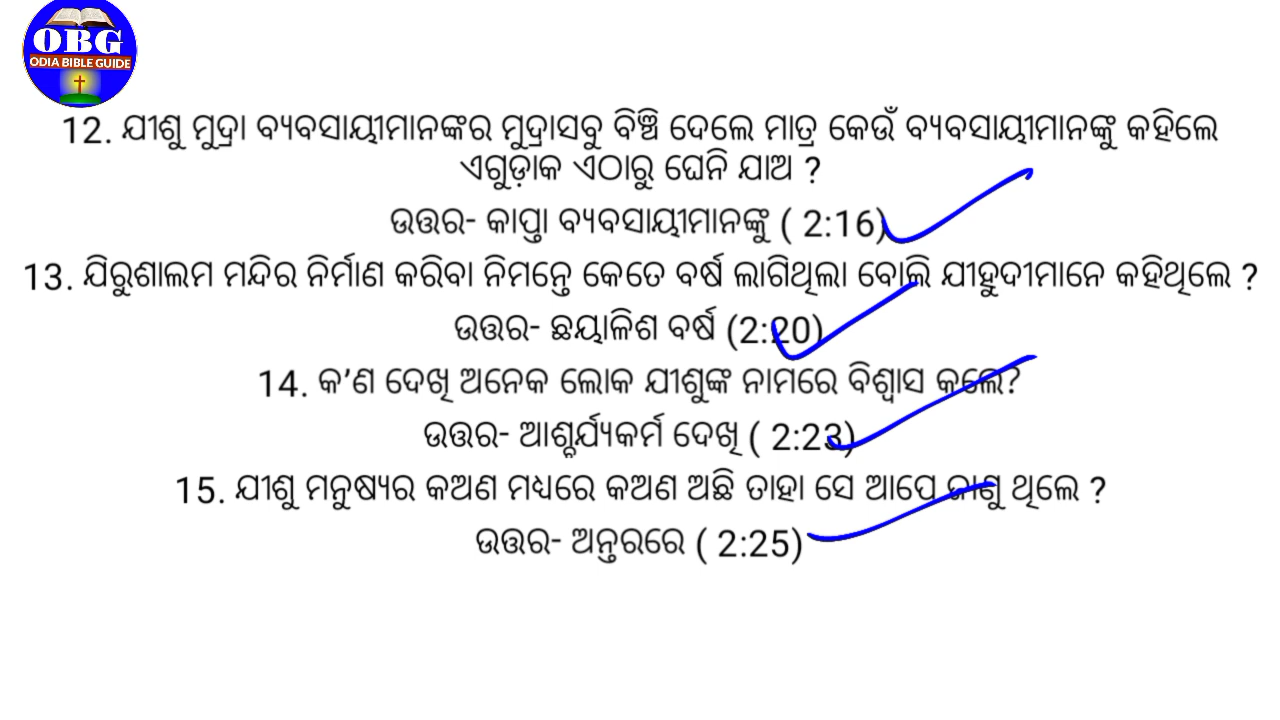 OBG
ODIA BIBLE GUIDE
12. ଯୀଶୁ ମୁଦ୍ରା ବ୍ୟବସାୟୀମାନଙ୍କର ମୁଦ୍ରାସବୁ ବିଞ୍ଚି ଦେଲେ ମାତ୍ର କେଉଁ ବ୍ୟବସାୟୀମାନଙ୍କୁ କହିଲେ
ଏଗୁଡ଼ାକ ଏଠାରୁ ଘେନି ଯାଅ ?
ଉତ୍ତର- କାପ୍ତା ବ୍ୟବସାୟୀମାନଙ୍କୁ ( 2:16)
13. ଯିରୁଶାଲମ ମନ୍ଦିର ନିର୍ମାଣ କରିବା ନିମନ୍ତେ କେତେ ବର୍ଷ ଲାଗିଥିଲା ବୋଲି ଯୀହୁଦୀମାନେ କହିଥିଲେ ?
ଉତ୍ତର- ଛୟାଳିଶ ବର୍ଷ (2:20)
14. କ'ଣ ଦେଖି ଅନେକ ଲୋକ ଯୀଶୁଙ୍କ ନାମରେ ବିଶ୍ୱାସ କଲେ?
ଉତ୍ତର- ଆଶ୍ଚର୍ଯ୍ୟକର୍ମ ଦେଖି ( 2:23)
15. ଯୀଶୁ ମନୁଷ୍ୟର କଅଣ ମଧ୍ୟରେ କଅଣ ଅଛି ତାହା ସେ ଆପେ ଜାଣୁ ଥିଲେ ?
ଉତ୍ତର- ଅନ୍ତରରେ ( 2:25)